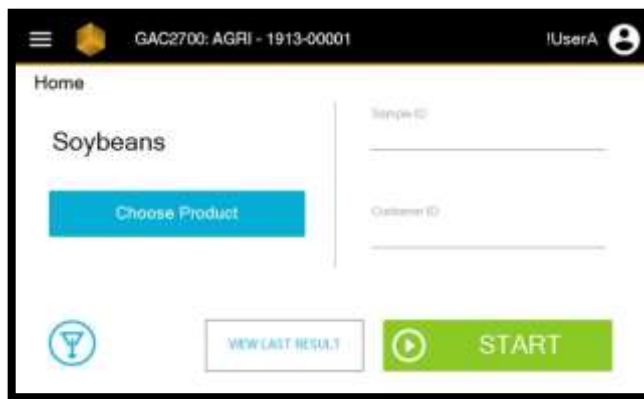 GAC2700: AGRI - 1913-00001
!UserA
Home
Soybeans
Choose Product
Sample ID
Customer ID
VIEW LAST RESULT
START